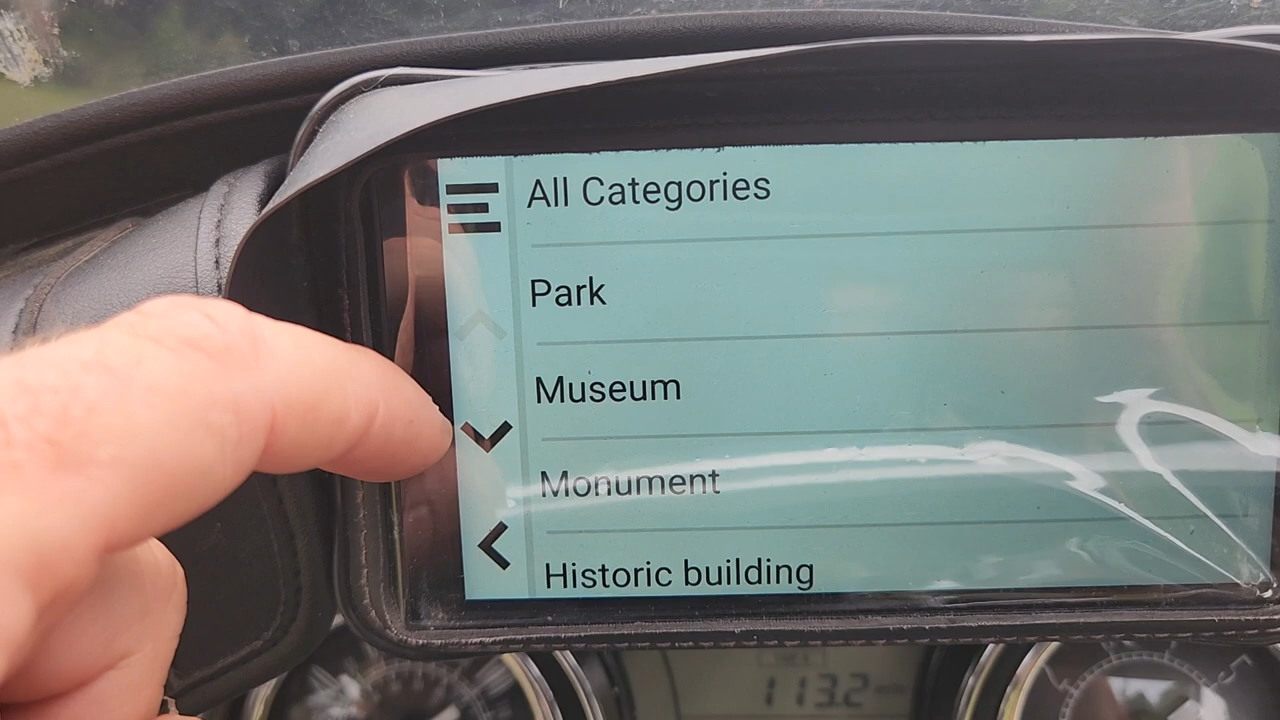 All Categories
Park
Museum
Monument
Historic building
113.2